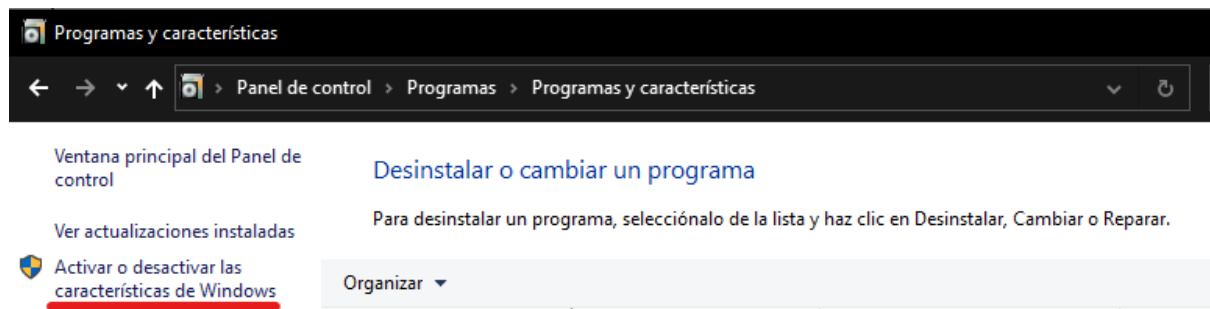 Programas y características
Panel de control > Programas > Programas y características
Ventana principal del Panel de
control
Ver actualizaciones instaladas
Activar o desactivar las
características de Windows
Desinstalar o cambiar un programa
Para desinstalar un programa, selecciónalo de la lista y haz clic en Desinstalar, Cambiar o Reparar.
Organizar